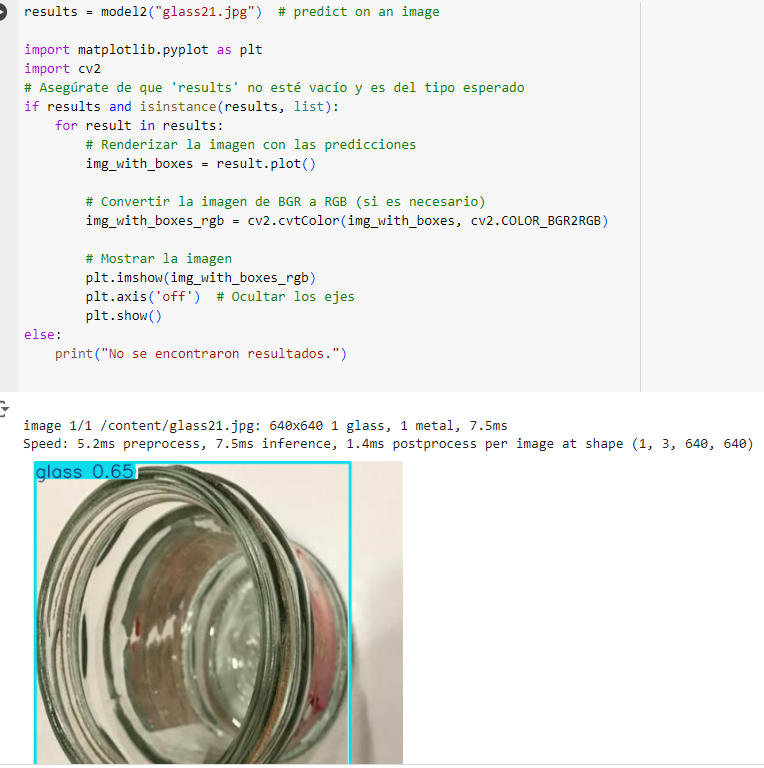 results = model2("glass21.jpg")  # predict on an image

import matplotlib.pyplot as plt
import cv2
# Asegúrate de que 'results' no esté vacío y es del tipo esperado
if results and isinstance(results, list):
    for result in results:
        # Renderizar la imagen con las predicciones
        img_with_boxes = result.plot()

        # Convertir la imagen de BGR a RGB (si es necesario)
        img_with_boxes_rgb = cv2.cvtColor(img_with_boxes, cv2.COLOR_BGR2RGB)

        # Mostrar la imagen
        plt.imshow(img_with_boxes_rgb)
        plt.axis('off')  # Ocultar los ejes
        plt.show()
else:
    print("No se encontraron resultados.")

image 1/1 /content/glass21.jpg: 640x640 1 glass, 1 metal, 7.5ms
Speed: 5.2ms preprocess, 7.5ms inference, 1.4ms postprocess per image at shape (1, 3, 640, 640)
glass 0.65